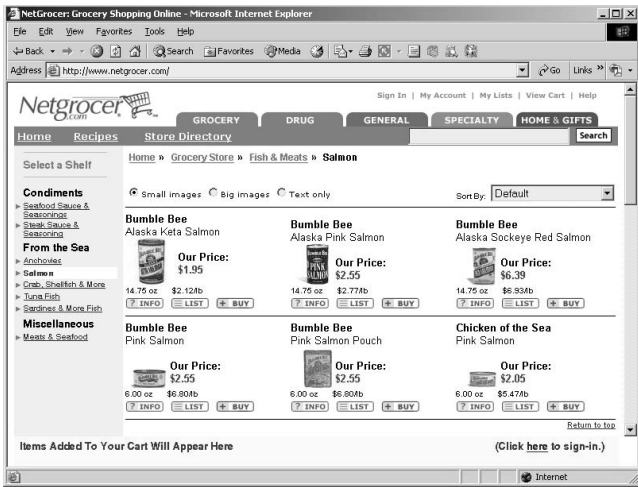 NetGrocer: Grocery Shopping Online - Microsoft Internet Explorer
File Edit View Favorites Tools Help
Back Search Favorites Media
Address http://www.netgrocer.com/ Go Links »
Sign In | My Account | My Lists | View Cart | Help
Netgrocer.com
GROCERY DRUG GENERAL SPECIALTY HOME & GIFTS
Home Recipes Store Directory Search
Select a Shelf
Condiments
Seafood Sauce &
Seasonings
Steak Sauce &
Seasoning
From the Sea
Anchovies
Salmon
Crab, Shellfish & More
Tuna Fish
Sardines & More Fish
Miscellaneous
Meats & Seafood
Home » Grocery Store » Fish & Meats » Salmon
Small images Big images Text only
Sort By: Default
Bumble Bee
Alaska Keta Salmon
Our Price:
$1.95
14.75 oz $2.12/lb
? INFO LIST + BUY
Bumble Bee
Alaska Pink Salmon
PINK
SALMON
Our Price:
$2.55
14.75 oz $2.77/lb
? INFO LIST + BUY
Bumble Bee
Alaska Sockeye Red Salmon
Our Price:
$6.39
14.75 oz $6.93/lb
? INFO LIST + BUY
Bumble Bee
Pink Salmon
Our Price:
$2.55
6.00 oz $6.80/lb
? INFO LIST + BUY
Bumble Bee
Pink Salmon Pouch
Our Price:
$2.55
6.00 oz $6.80/lb
? INFO LIST + BUY
Chicken of the Sea
Pink Salmon
Our Price:
$2.05
6.00 oz $5.47/lb
? INFO LIST + BUY
Return to top
Items Added To Your Cart Will Appear Here
(Click here to sign-in.)
Internet